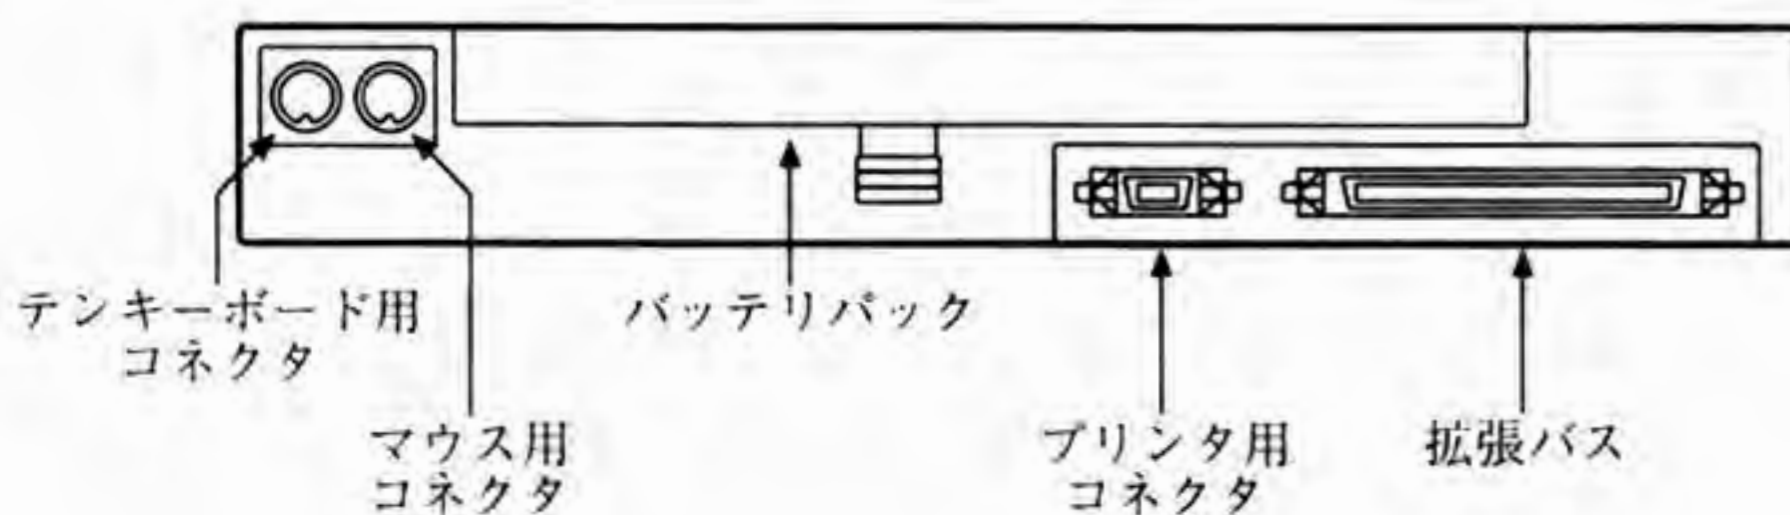 テンキーボード用
コネクタ
バッテリパック
マウス用
コネクタ
プリンタ用
コネクタ
拡張バス